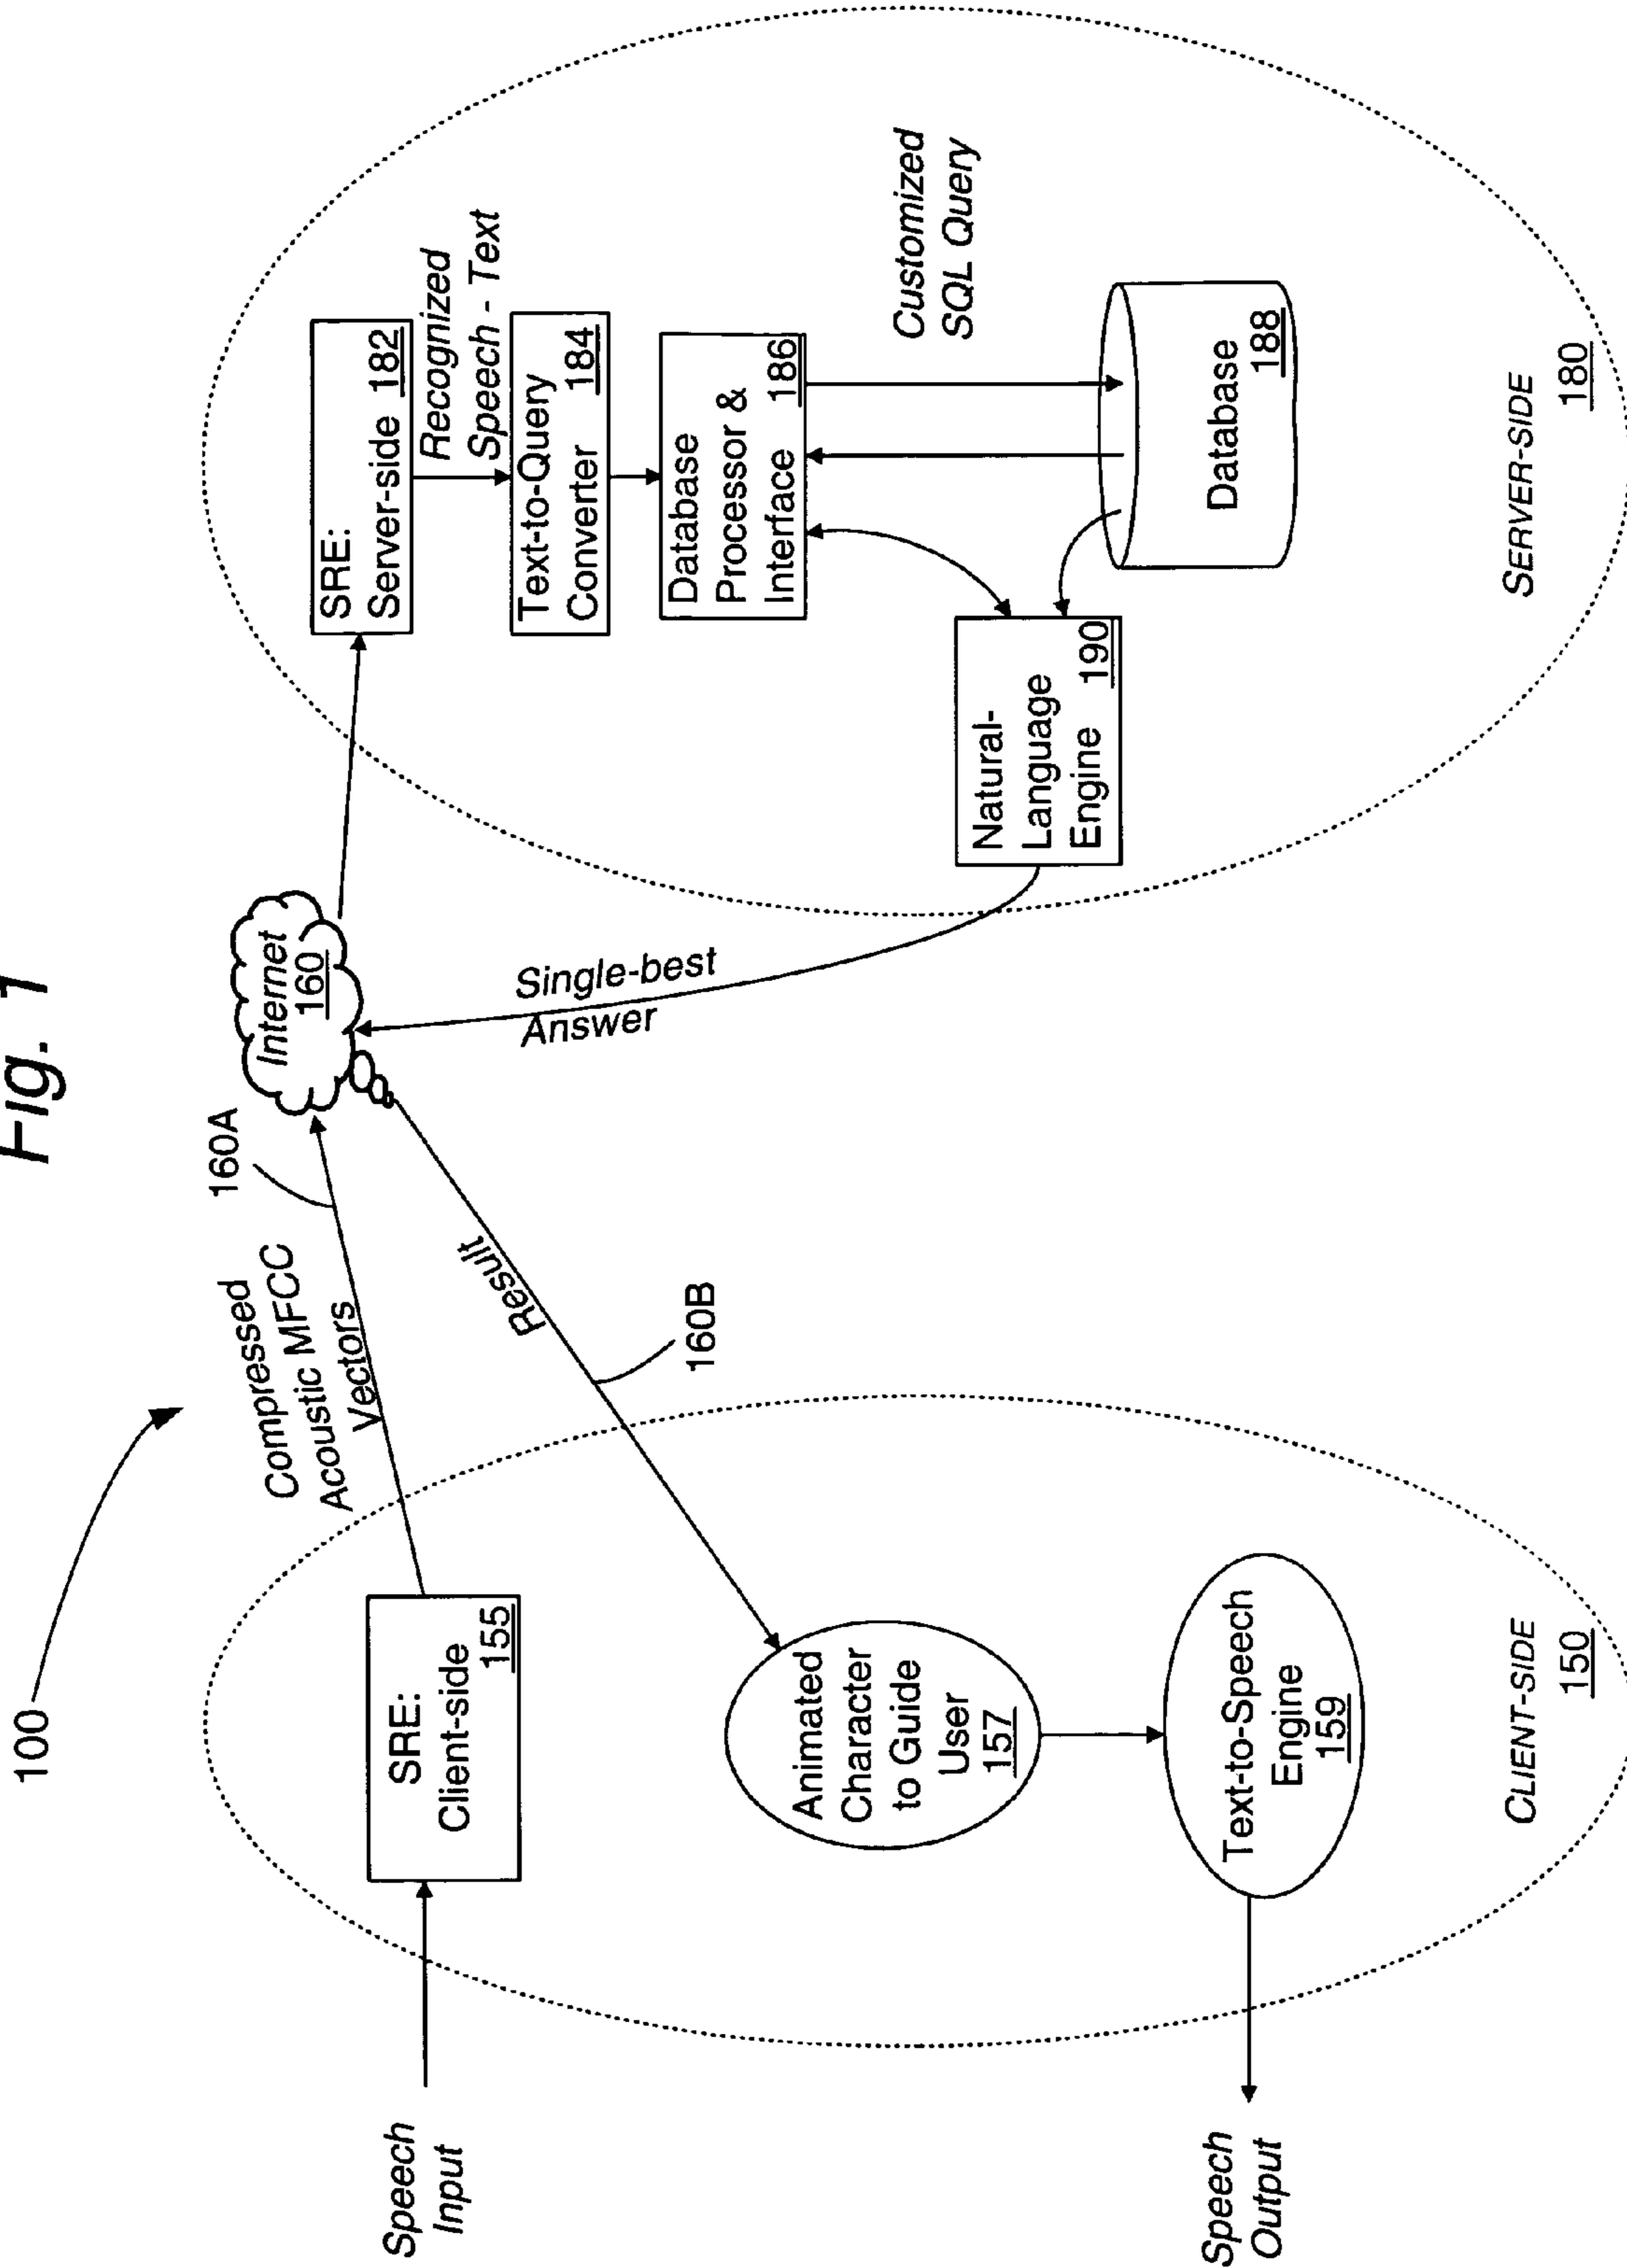 Fig. 1
100
Speech
Input
SRE:
Client-side
155
Compressed
Acoustic MFCC
Vectors
160A
Internet
160
Result
160B
Single-best
Answer
Animated
Character
to Guide
User
157
Text-to-Speech
Engine
159
Speech
Output
CLIENT-SIDE
150
SRE:
Server-side 182
Recognized
Speech - Text
Text-to-Query
Converter 184
Database
Processor &
Interface 186
Customized
SQL Query
Natural-
Language
Engine 190
Database
188
SERVER-SIDE
180